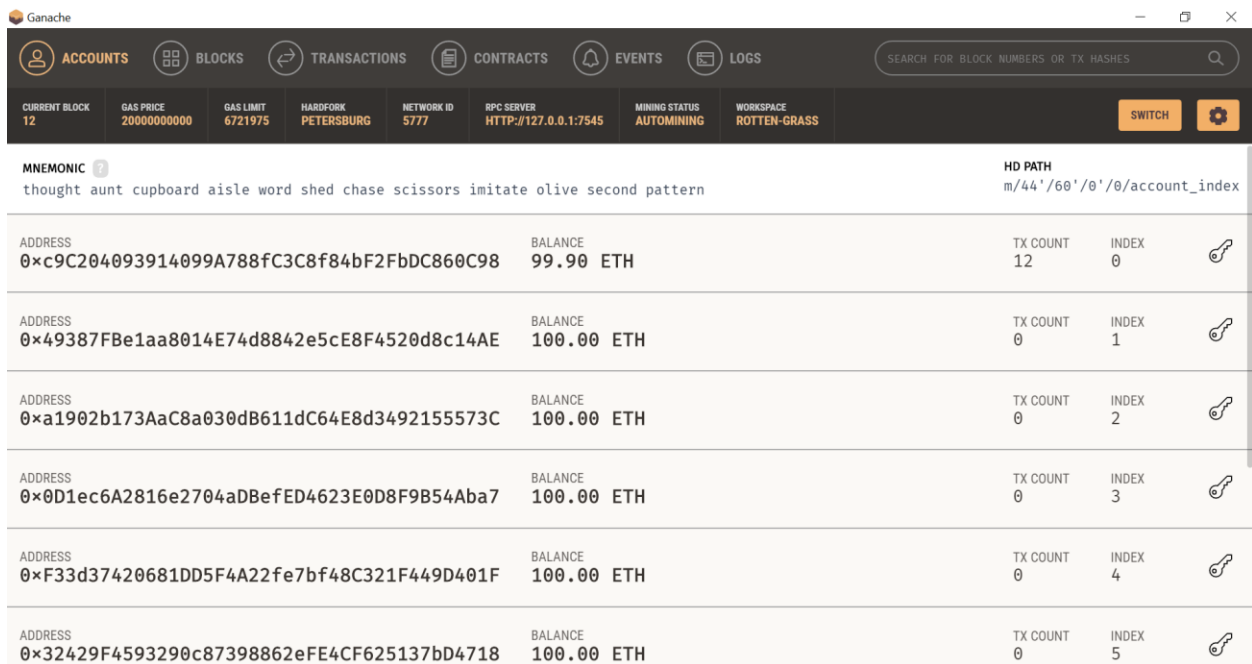 Ganache
ACCOUNTS BLOCKS TRANSACTIONS CONTRACTS EVENTS LOGS SEARCH FOR BLOCK NUMBERS OR TX HASHES
CURRENT BLOCK GAS PRICE GAS LIMIT HARDFORK NETWORK ID RPC SERVER MINING STATUS WORKSPACE
12 20000000000 6721975 PETERSBURG 5777 HTTP://127.0.0.1:7545 AUTOMINING ROTTEN-GRASS SWITCH
MNEMONIC ? HD PATH
thought aunt cupboard aisle word shed chase scissors imitate olive second pattern m/44'/60'/0'/0/account_index
ADDRESS BALANCE TX COUNT INDEX
0×c9C204093914099A788fC3C8f84bF2FbDC860C98 99.90 ETH 12 0
ADDRESS BALANCE TX COUNT INDEX
0×49387FBe1aa8014E74d8842e5cE8F4520d8c14AE 100.00 ETH 0 1
ADDRESS BALANCE TX COUNT INDEX
0×a1902b173AaC8a030dB611dC64E8d3492155573C 100.00 ETH 0 2
ADDRESS BALANCE TX COUNT INDEX
0×0D1ec6A2816e2704aDBefED4623E0D8F9B54Aba7 100.00 ETH 0 3
ADDRESS BALANCE TX COUNT INDEX
0×F33d37420681DD5F4A22fe7bf48C321F449D401F 100.00 ETH 0 4
ADDRESS BALANCE TX COUNT INDEX
0×32429F4593290c87398862eFE4CF625137bD4718 100.00 ETH 0 5